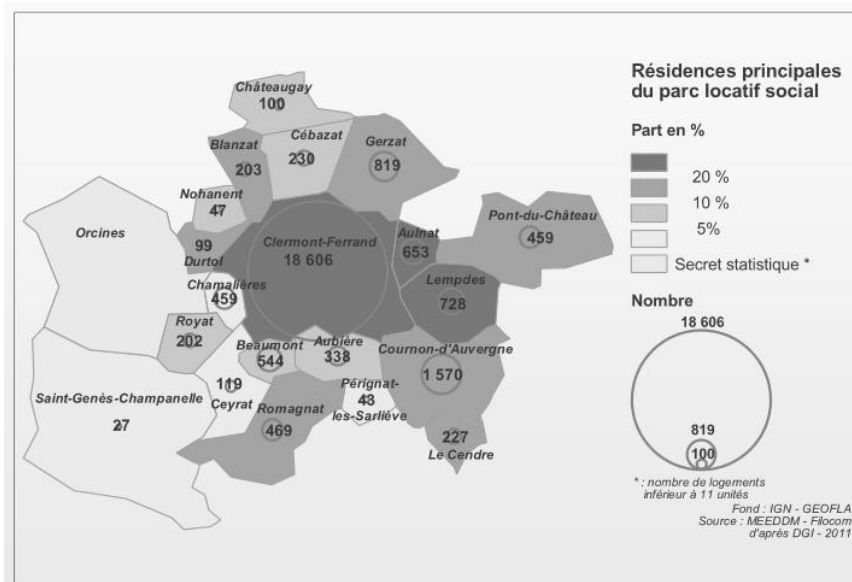 Châteaugay
100
Blanzat
203
Cébazat
230
Gerzat
819
Nohanent
47
Orcines
99
Durtol
Clermont-Ferrand
18 606
Aulnat
653
Pont-du-Château
459
Chamalières
459
Lempdes
728
Royat
202
Beaumont
544
Aubière
338
Cournon-d'Auvergne
1 570
Saint-Genès-Champanelle
27
119
Ceyrat
Romagnat
469
Pérignat-
43
les-Sarliéve
227
Le Cendre
Résidences principales
du parc locatif social
Part en %
20 %
10 %
5%
Secret statistique *
Nombre
18 606
819
100
* : nombre de logements
inférieur à 11 unités
Fond : IGN - GEOFLA
Source : MEEDDM - Filocom
d'après DGI - 2011